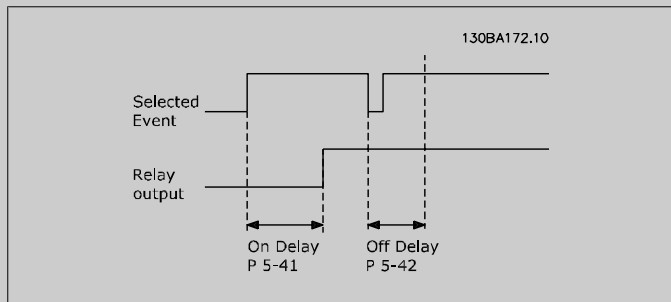 130BA172.10
Selected
Event
Relay
output
On Delay
P 5-41
Off Delay
P 5-42